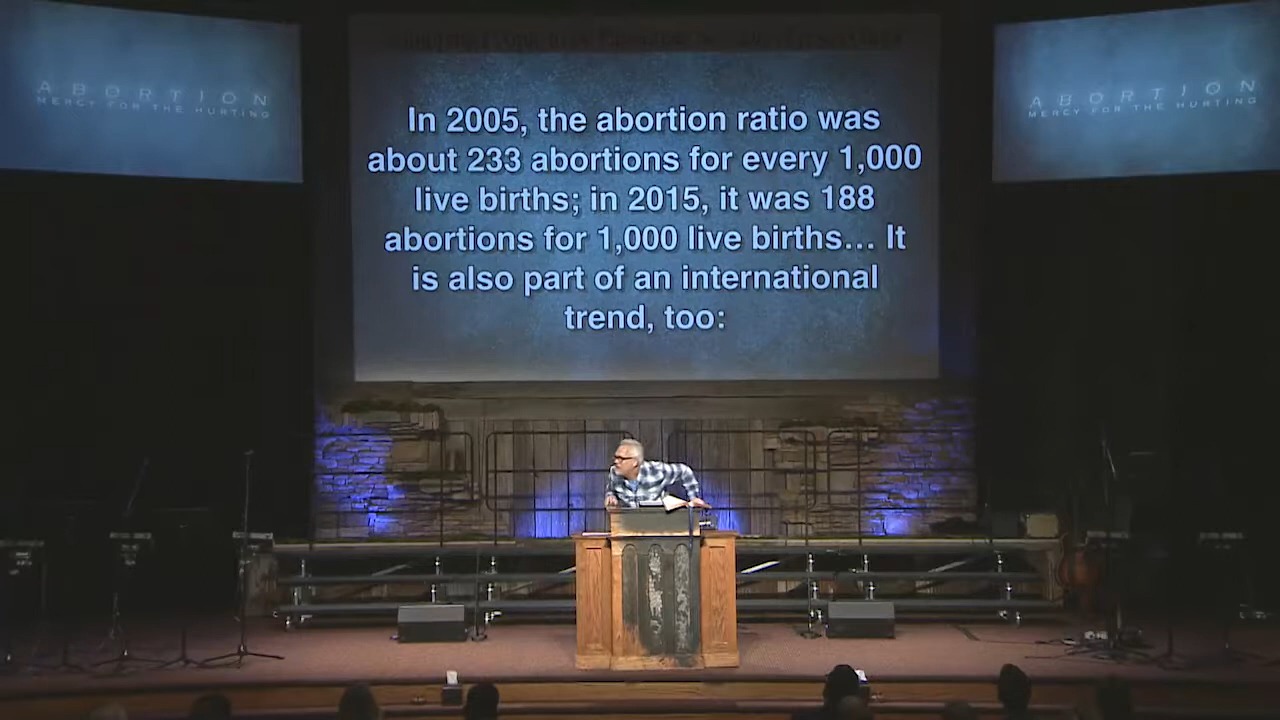 ABORTION
MERCY FOR THE HURTING
In 2005, the abortion ratio was
about 233 abortions for every 1,000
live births; in 2015, it was 188
abortions for 1,000 live births... It
is also part of an international
trend, too:
ABORTION
MERCY FOR THE HURTING